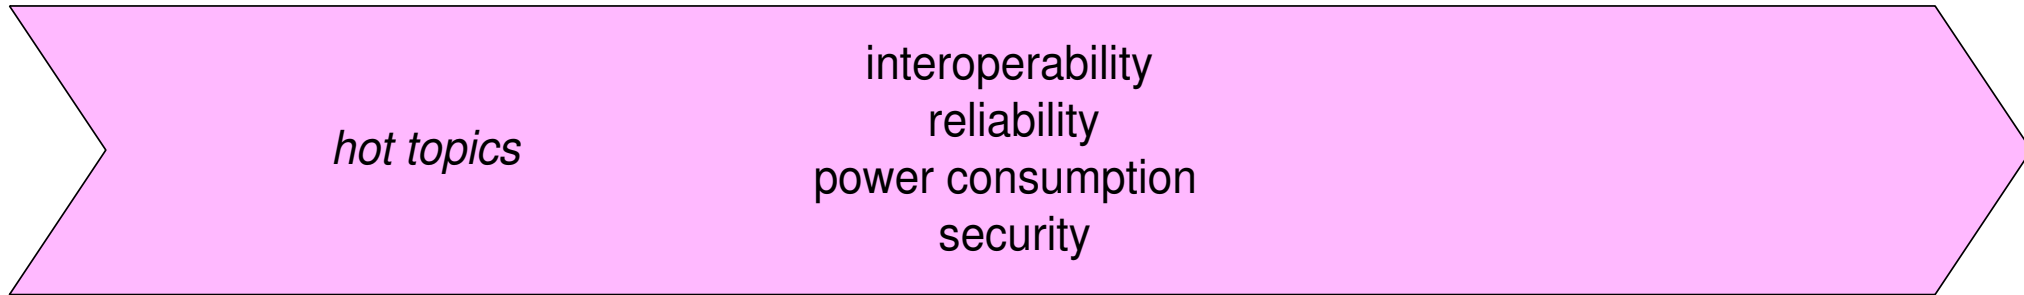 hot topics
interoperability
reliability
power consumption
security